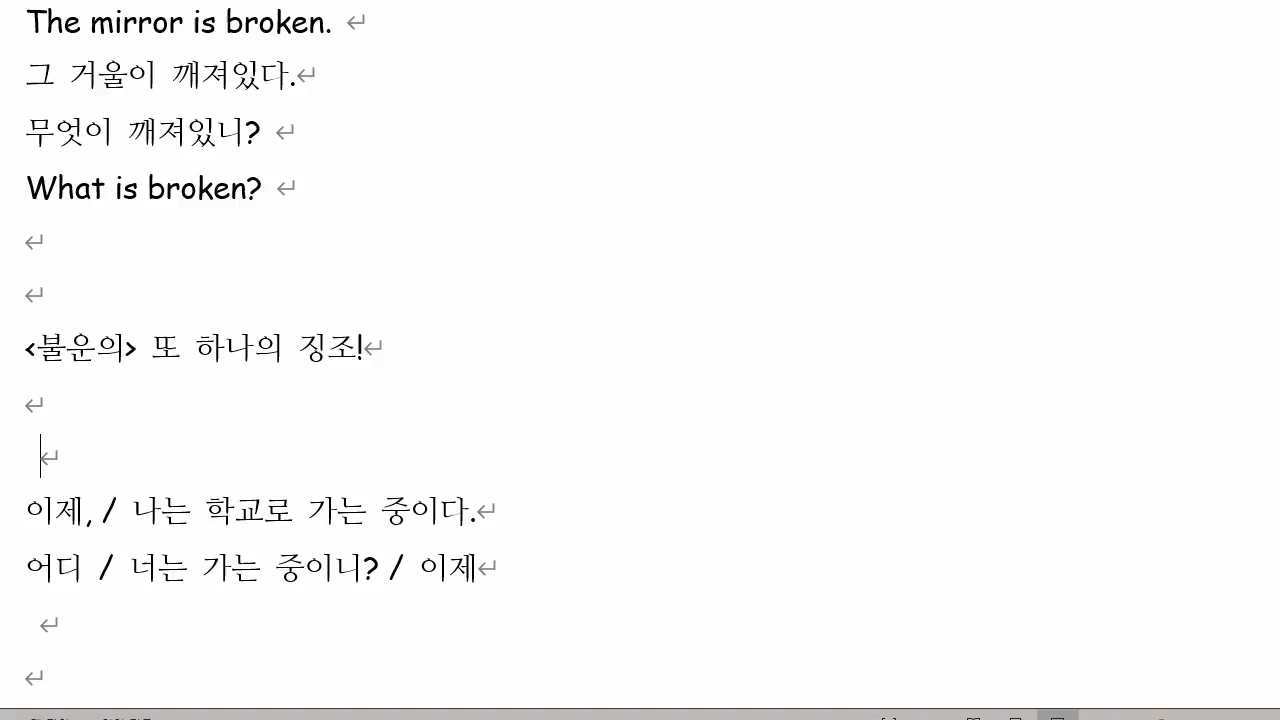 The mirror is broken.
그 거울이 깨져있다.
무엇이 깨져있니?
What is broken?
<불운의> 또 하나의 징조!
이제, / 나는 학교로 가는 중이다.
어디 / 너는 가는 중이니? / 이제